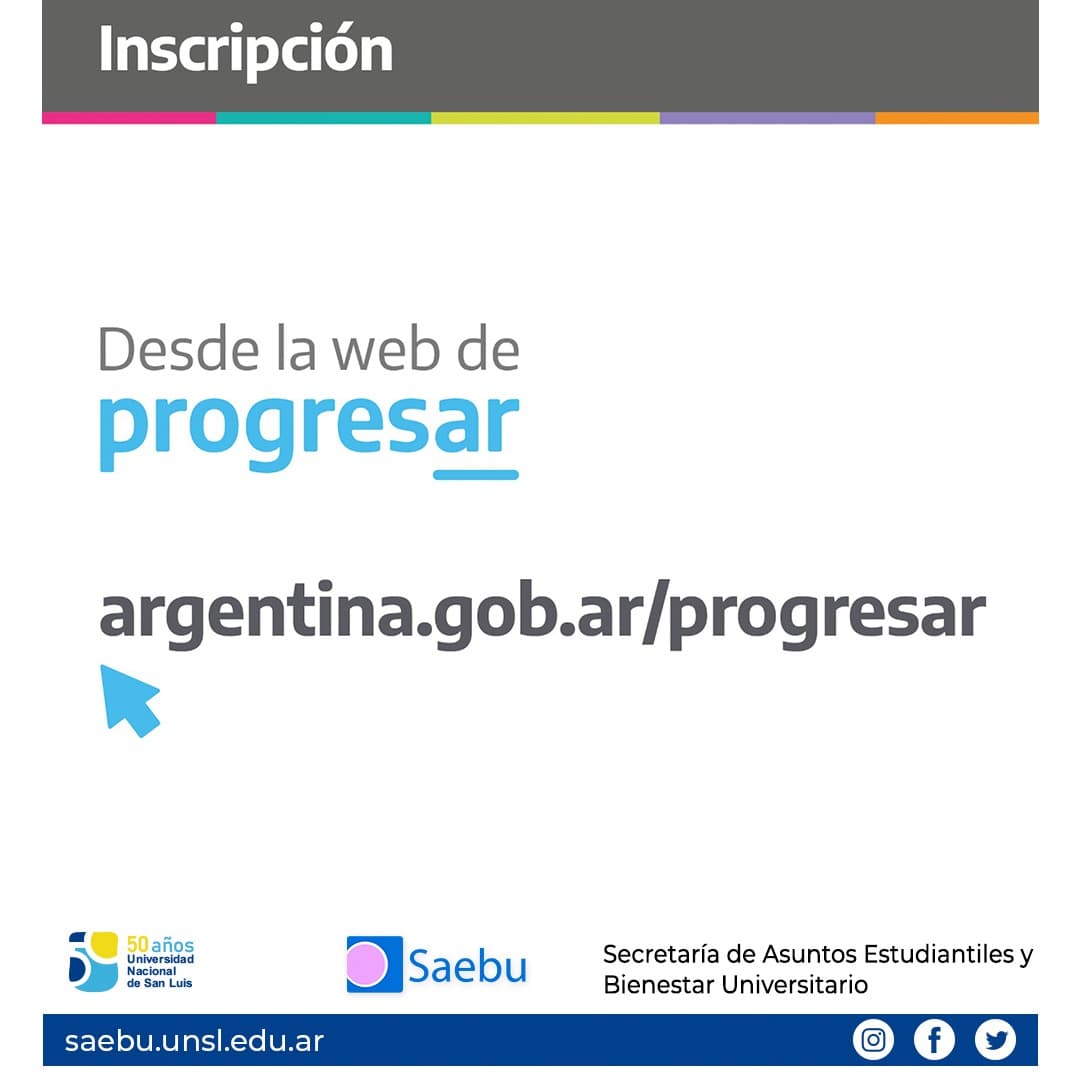 Inscripción
Desde la web de
progresar
argentina.gob.ar/progresar
50 años
Universidad
Nacional
de San Luis
Saebu
Secretaría de Asuntos Estudiantiles y
Bienestar Universitario
saebu.unsl.edu.ar